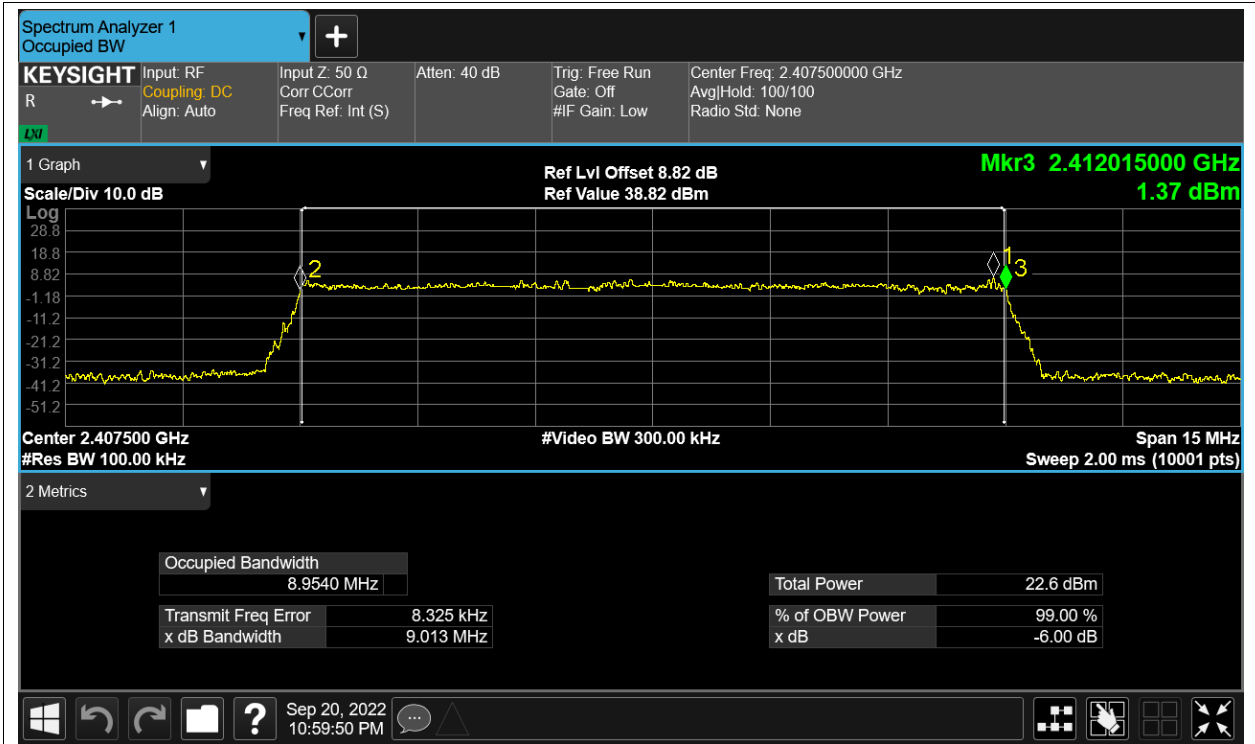 Spectrum Analyzer 1
Occupied BW
KEYSIGHT
R
LXI
Input: RF
Coupling: DC
Align: Auto
Input Z: 50 Ω
Corr CCorr
Freq Ref: Int (S)
Atten: 40 dB
Trig: Free Run
Gate: Off
#IF Gain: Low
Center Freq: 2.407500000 GHz
Avg|Hold: 100/100
Radio Std: None
1 Graph
Scale/Div 10.0 dB
Ref Lvl Offset 8.82 dB
Ref Value 38.82 dBm
Mkr3 2.412015000 GHz
1.37 dBm
Log
28.8
18.8
8.82
-1.18
-11.2
-21.2
-31.2
-41.2
-51.2
2
1
3
Center 2.407500 GHz
#Video BW 300.00 kHz
Span 15 MHz
#Res BW 100.00 kHz
Sweep 2.00 ms (10001 pts)
2 Metrics
Occupied Bandwidth
8.9540 MHz
Total Power 22.6 dBm
Transmit Freq Error 8.325 kHz
% of OBW Power 99.00 %
x dB Bandwidth 9.013 MHz
x dB -6.00 dB
?
Sep 20, 2022
10:59:50 PM